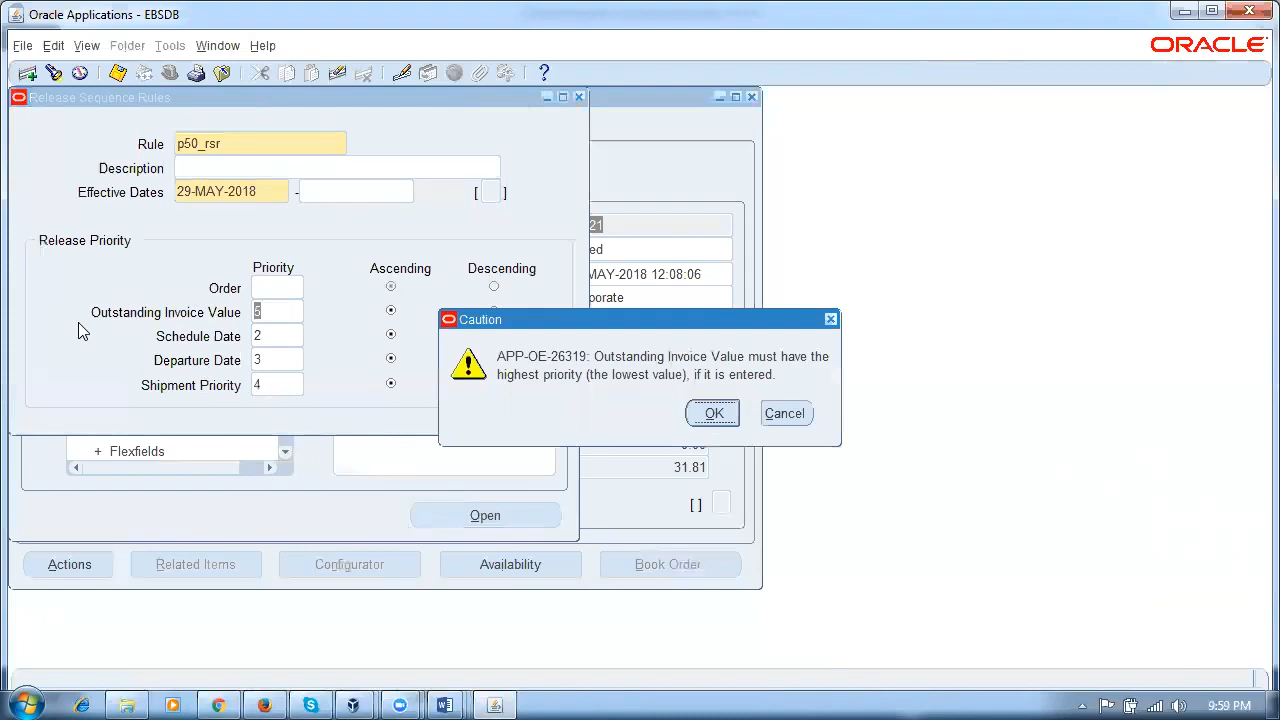 Oracle Applications - EBSDB
File Edit View Folder Tools Window Help
ORACLE
?
Release Sequence Rules
Rule p50_rsr
Description
Effective Dates 29-MAY-2018 - [ ]
21
ed
MAY-2018 12:08:06
porate
Release Priority
Priority Ascending Descending
Order
Outstanding Invoice Value 5
Schedule Date 2
Departure Date 3
Shipment Priority 4
Caution
APP-OE-26319: Outstanding Invoice Value must have the
highest priority (the lowest value), if it is entered.
OK Cancel
+ Flexfields
31.81
[ ]
Open
Actions Related Items Configurator Availability Book Order
9:59 PM